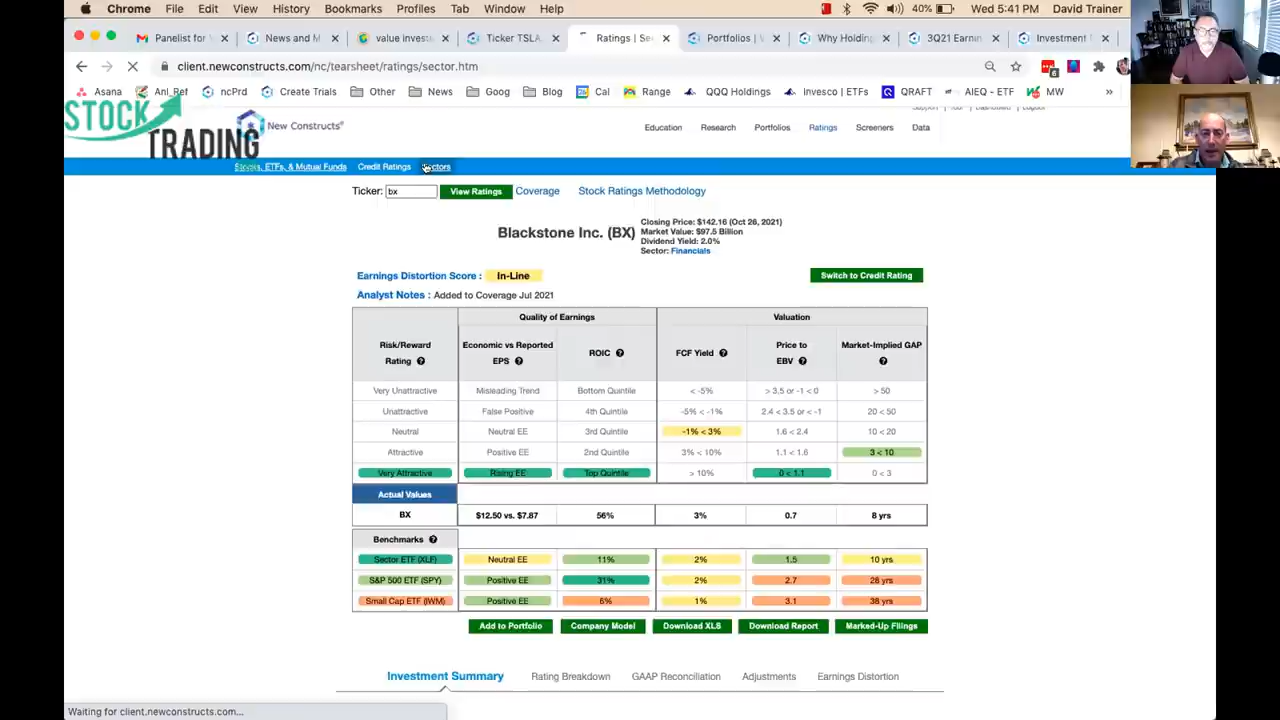 Chrome File Edit View History Bookmarks Profiles Tab Window Help 40% Wed 5:41 PM David Trainer
Panelist for News and M value inves Ticker TSLA Ratings | Se Portfolios | Why Holding 3Q21 Earnin Investment
client.newconstructs.com/nc/tearsheet/ratings/sector.htm 6
Asana Anl_Ref ncPrd Create Trials Other News Goog Blog Cal Range QQQ Holdings Invesco | ETFs QRAFT AIEQ - ETF MW »
STOCK TRADING
New Constructs®
Support Dashboard Logout
Education Research Portfolios Ratings Screeners Data
Stocks, ETFs, & Mutual Funds Credit Ratings
Ticker: bx View Ratings Coverage Stock Ratings Methodology
Blackstone Inc. (BX)
Closing Price: $142.16 (Oct 26, 2021)
Market Value: $97.5 Billion
Dividend Yield: 2.0%
Sector: Financials
Earnings Distortion Score : In-Line Switch to Credit Rating
Analyst Notes : Added to Coverage Jul 2021
Quality of Earnings Valuation
Risk/Reward Rating ? Economic vs Reported EPS ? ROIC ? FCF Yield ? Price to EBV ? Market-Implied GAP ?
Very Unattractive Misleading Trend Bottom Quintile < -5% > 3.5 or -1 < 0 > 50
Unattractive False Positive 4th Quintile -5% < -1% 2.4 < 3.5 or < -1 20 < 50
Neutral Neutral EE 3rd Quintile -1% < 3% 1.6 < 2.4 10 < 20
Attractive Positive EE 2nd Quintile 3% < 10% 1.1 < 1.6 3 < 10
Very Attractive Rising EE Top Quintile > 10% 0 < 1.1 0 < 3
Actual Values
BX $12.50 vs. $7.87 56% 3% 0.7 8 yrs
Benchmarks ?
Sector ETF (XLF) Neutral EE 11% 2% 1.5 10 yrs
S&P 500 ETF (SPY) Positive EE 31% 2% 2.7 28 yrs
Small Cap ETF (IWM) Positive EE 6% 1% 3.1 38 yrs
Add to Portfolio Company Model Download XLS Download Report Marked-Up Filings
Investment Summary Rating Breakdown GAAP Reconciliation Adjustments Earnings Distortion
Waiting for client.newconstructs.com...